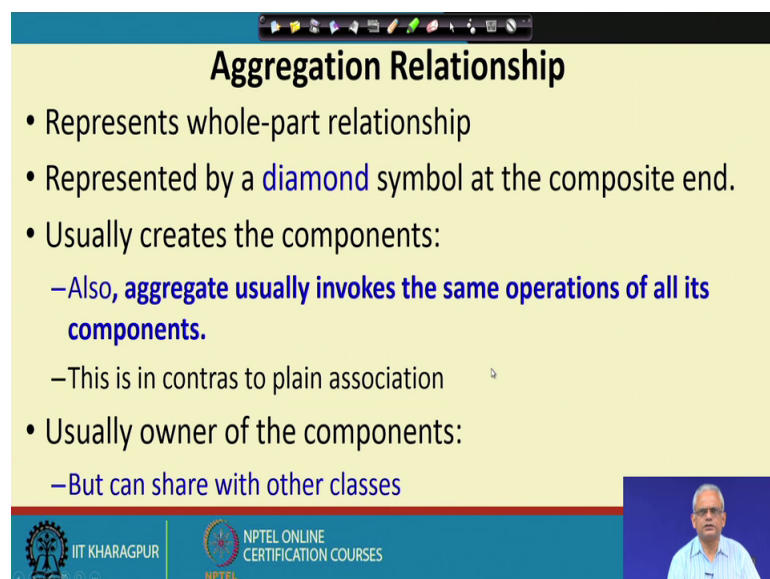 Aggregation Relationship
• Represents whole-part relationship
• Represented by a diamond symbol at the composite end.
• Usually creates the components:
–Also, aggregate usually invokes the same operations of all its
components.
–This is in contras to plain association
• Usually owner of the components:
–But can share with other classes
IIT KHARAGPUR
NPTEL ONLINE
CERTIFICATION COURSES
NPTEL